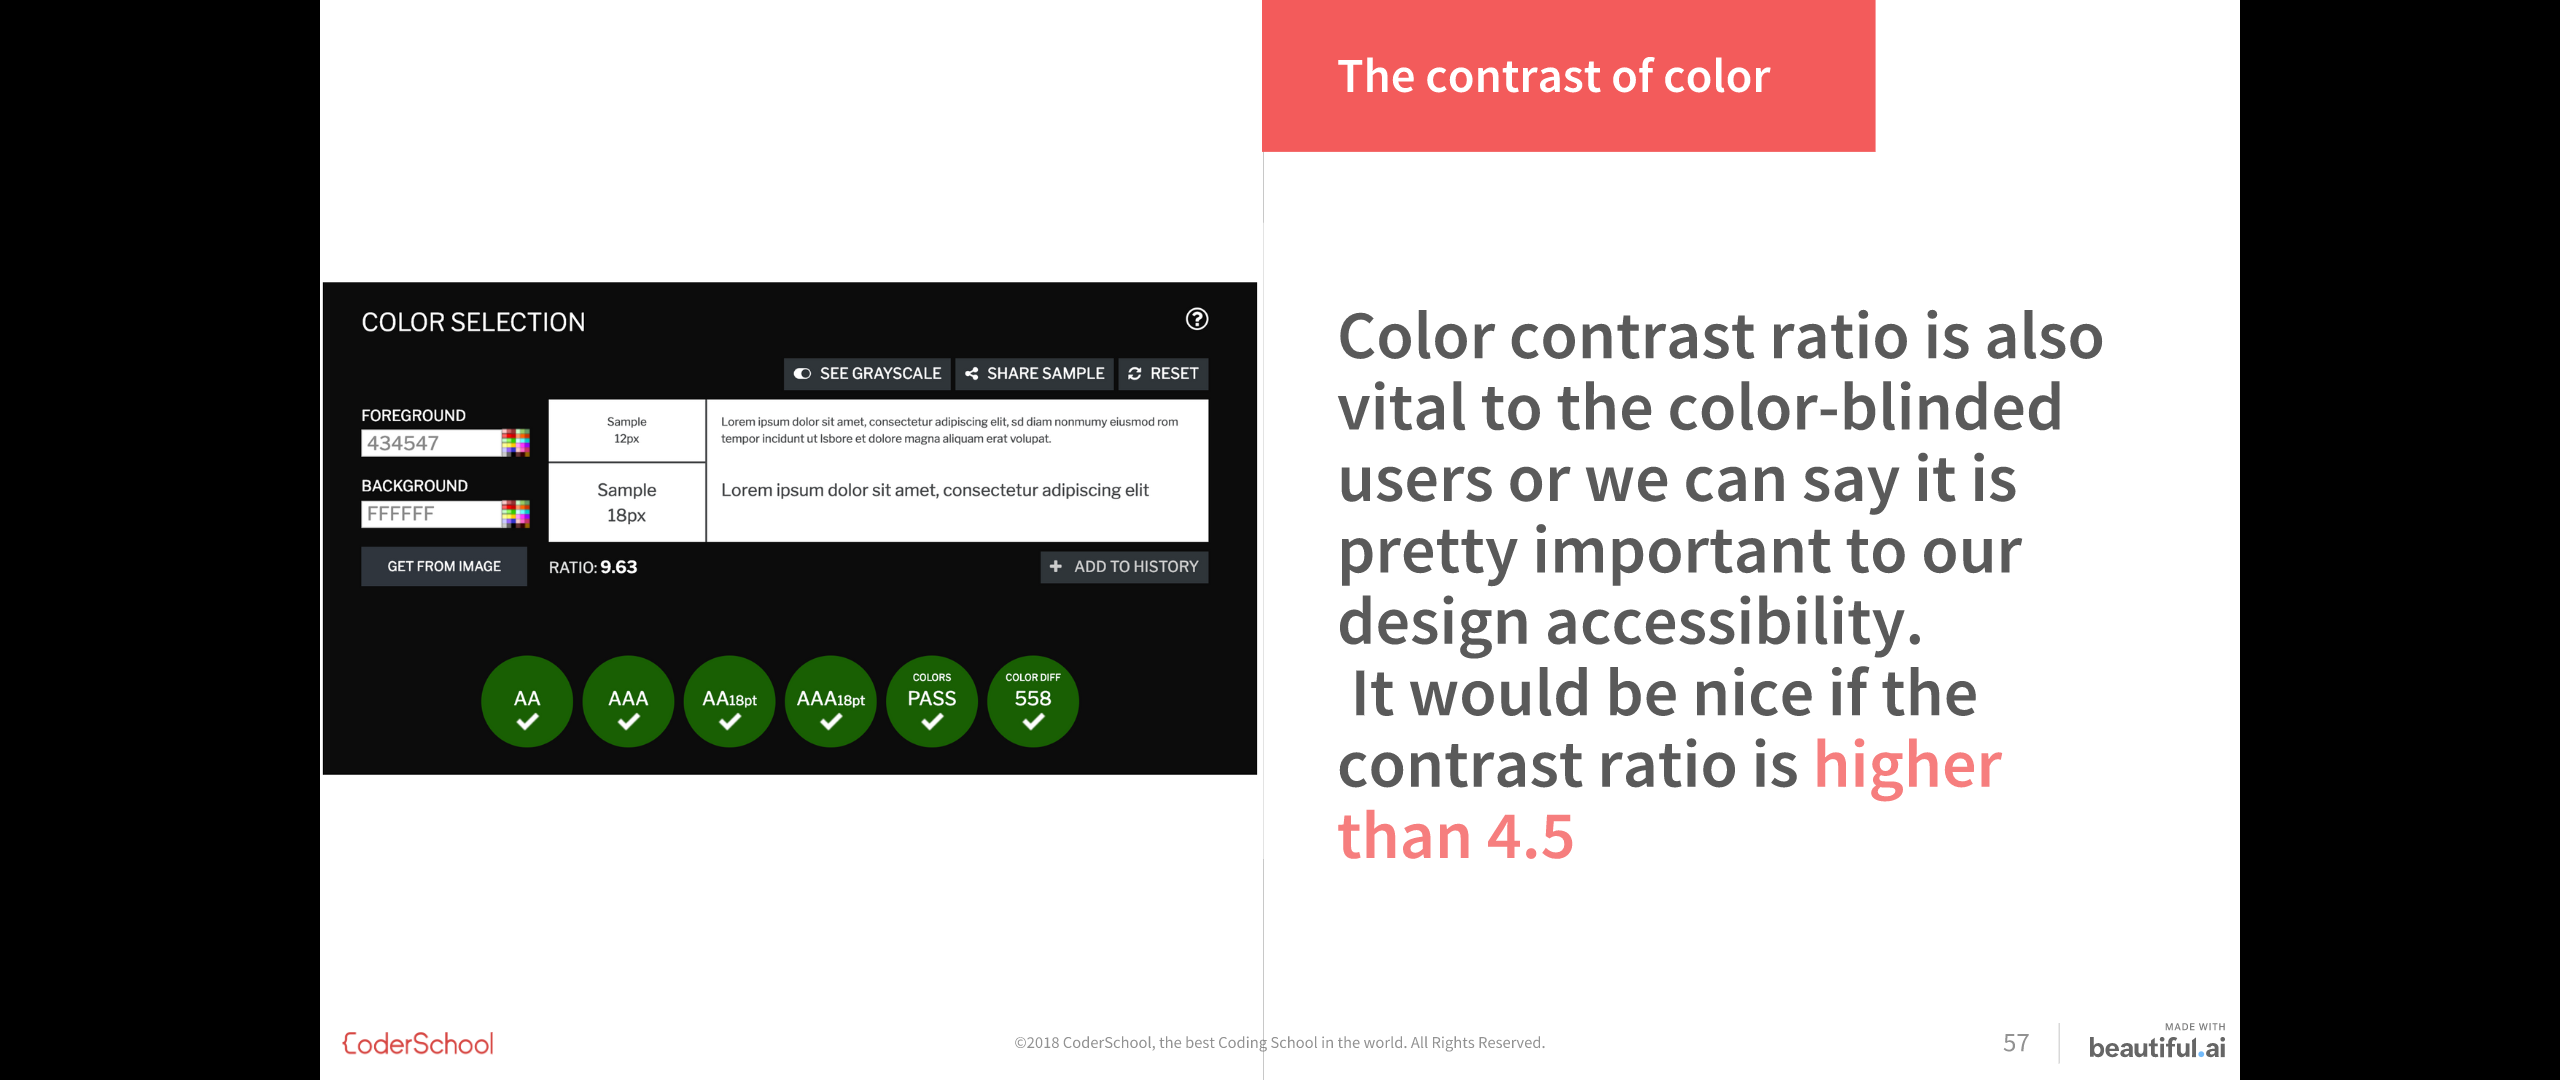 The contrast of color
COLOR SELECTION
?
SEE GRAYSCALE
SHARE SAMPLE
RESET
FOREGROUND
434547
BACKGROUND
FFFFFF
GET FROM IMAGE
Sample
12px
Lorem ipsum dolor sit amet, consectetur adipiscing elit, sd diam nonmumy eiusmod rom
tempor incidunt ut lsbore et dolore magna aliquam erat volupat.
Sample
18px
Lorem ipsum dolor sit amet, consectetur adipiscing elit
RATIO: 9.63
+ ADD TO HISTORY
AA
AAA
AA18pt
AAA18pt
COLORS
PASS
COLOR DIFF
558
Color contrast ratio is also
vital to the color-blinded
users or we can say it is
pretty important to our
design accessibility.
It would be nice if the
contrast ratio is higher
than 4.5
CoderSchool
©2018 CoderSchool, the best Coding School in the world. All Rights Reserved.
57
MADE WITH
beautiful.ai